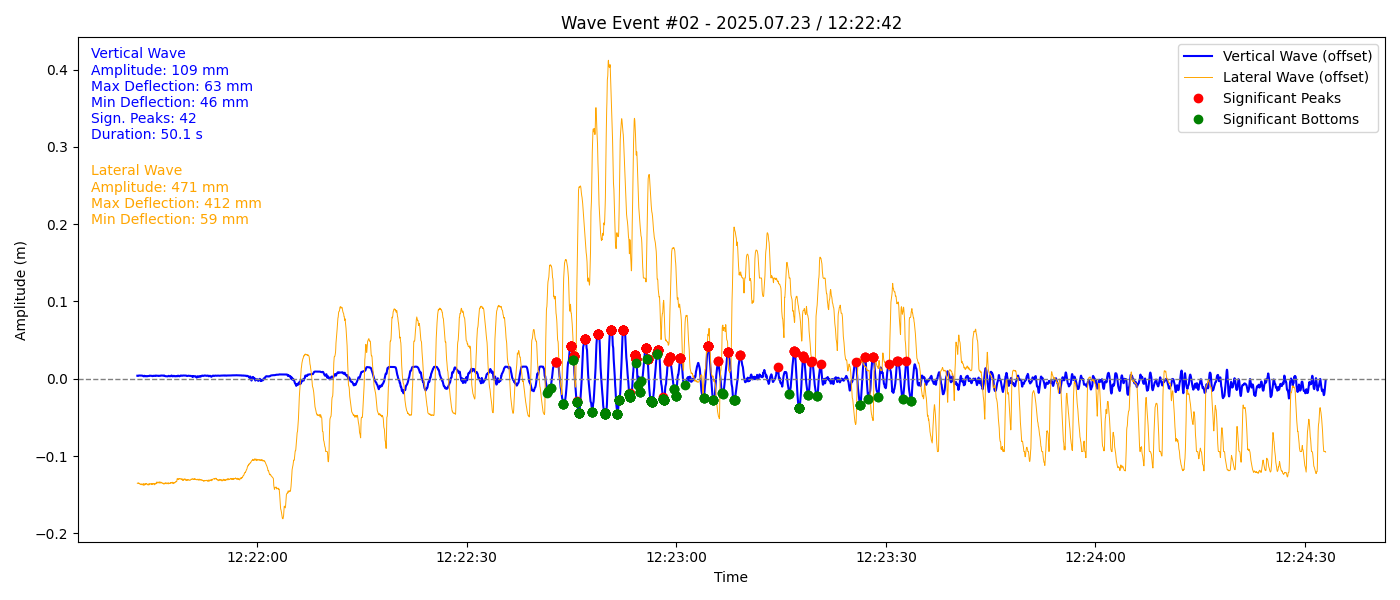 Wave Event #02 - 2025.07.23 / 12:22:42
Vertical Wave
Amplitude: 109 mm
Max Deflection: 63 mm
Min Deflection: 46 mm
Sign. Peaks: 42
Duration: 50.1 s
Lateral Wave
Amplitude: 471 mm
Max Deflection: 412 mm
Min Deflection: 59 mm
Vertical Wave (offset)
Lateral Wave (offset)
Significant Peaks
Significant Bottoms
Amplitude (m)
0.4
0.3
0.2
0.1
0.0
−0.1
−0.2
12:22:00 12:22:30 12:23:00 12:23:30 12:24:00 12:24:30
Time